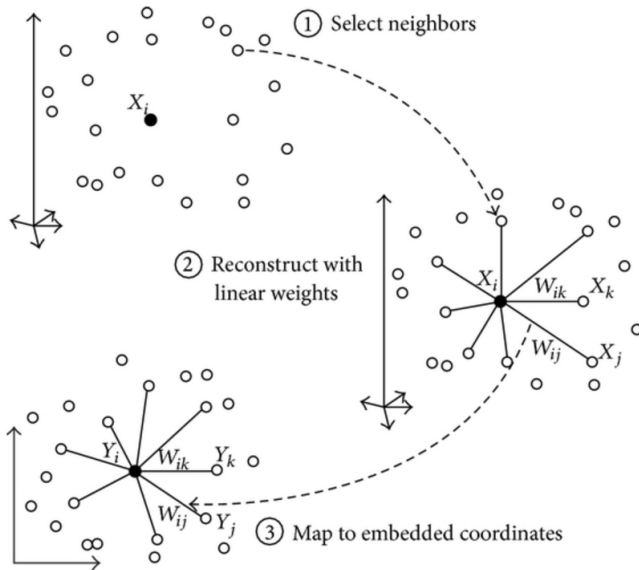 ① Select neighbors
X_i
② Reconstruct with
linear weights
X_i
W_ik
X_k
W_ij
X_j
Y_i
W_ik
Y_k
W_ij
Y_j
③ Map to embedded coordinates